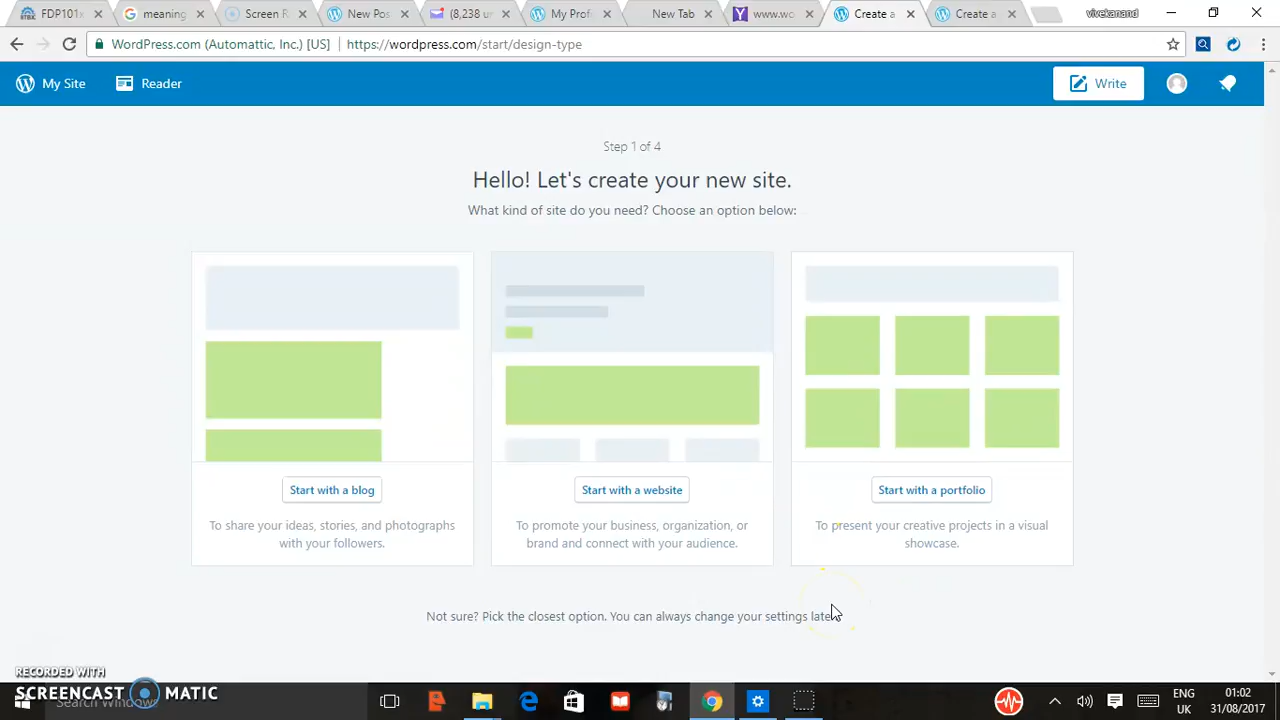 FDP101x
meaning
Screen R
New Pos
(8,238 u
My Prof
New Tab
www.wo
Create a
Create a
vivekanand
WordPress.com (Automattic, Inc.) [US]
https://wordpress.com/start/design-type
My Site
Reader
Write
Step 1 of 4
Hello! Let's create your new site.
What kind of site do you need? Choose an option below:
Start with a blog
To share your ideas, stories, and photographs
with your followers.
Start with a website
To promote your business, organization, or
brand and connect with your audience.
Start with a portfolio
To present your creative projects in a visual
showcase.
Not sure? Pick the closest option. You can always change your settings late
RECORDED WITH
SCREENCAST MATIC
Search Windows
ENG
UK
01:02
31/08/2017